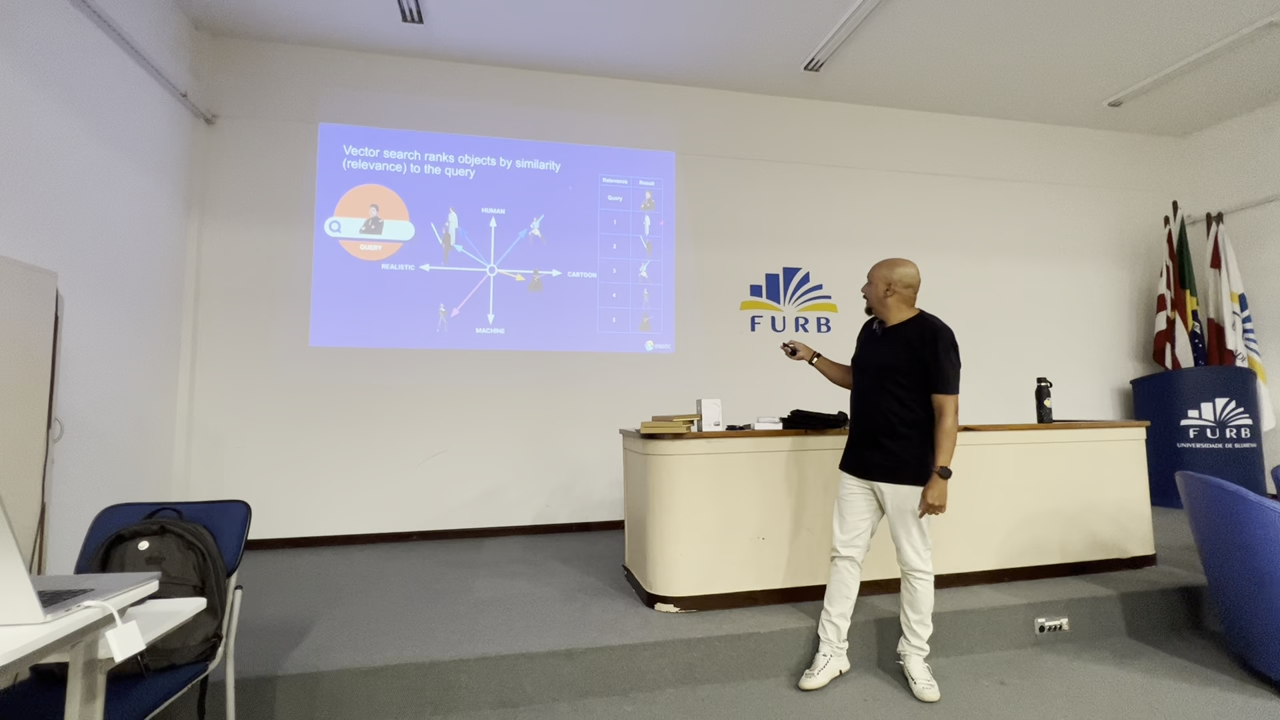 Vector search ranks objects by similarity
(relevance) to the query
QUERY
HUMAN
REALISTIC
CARTOON
MACHINE
Relevance Result
Query
1
2
3
4
5
FURB
FURB
UNIVERSIDADE DE BLUMENAU